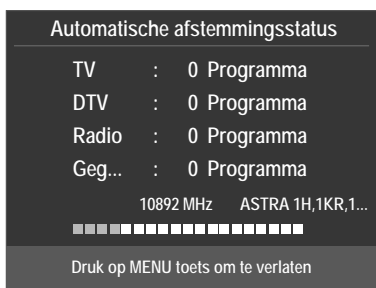 Automatische afstemmingsstatus
TV : 0 Programma
DTV : 0 Programma
Radio : 0 Programma
Geg... : 0 Programma
10892 MHz ASTRA 1H,1KR,1...
Druk op MENU toets om te verlaten